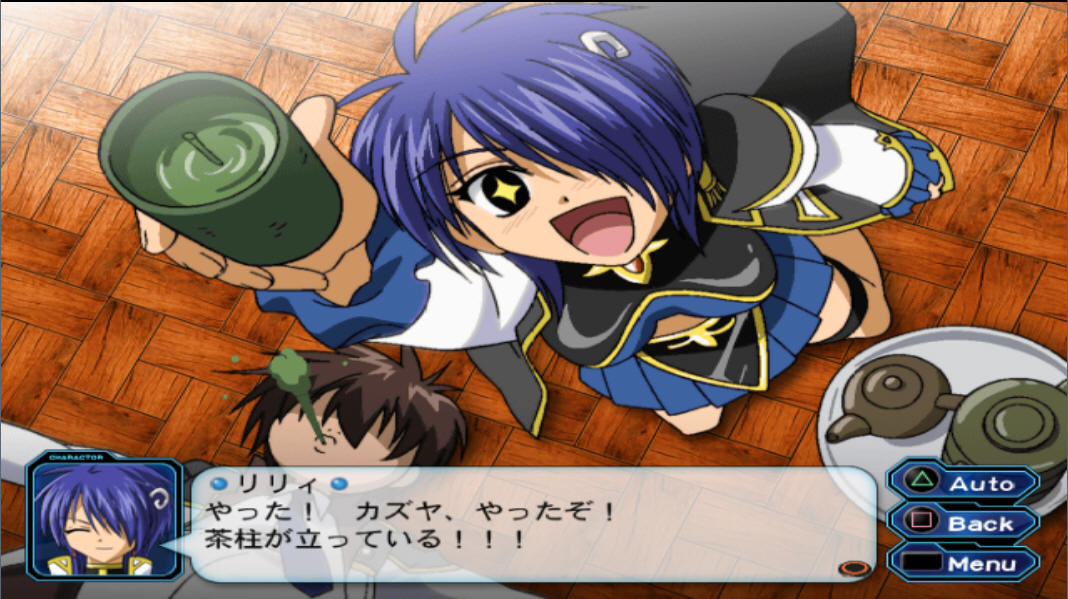 リリィ
やった！　カズヤ、やったぞ！
茶柱が立っている！！！
CHARACTOR
Auto
Back
Menu